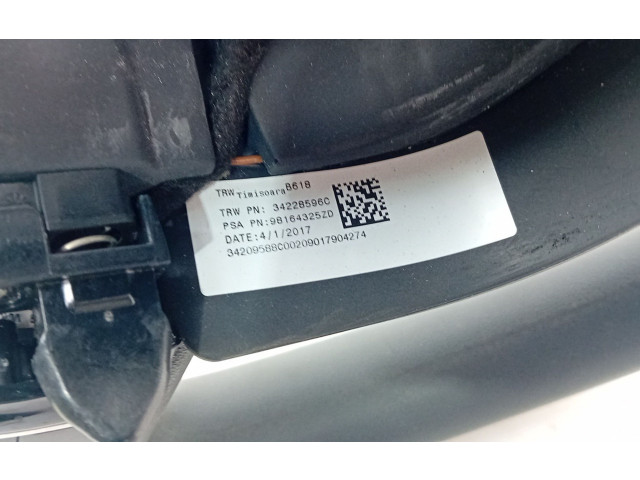 TRW Timisoara B618
TRW PN: 34228596C
PSA PN:98164325ZD
DATE:4/1/2017
34209588C00209017904274